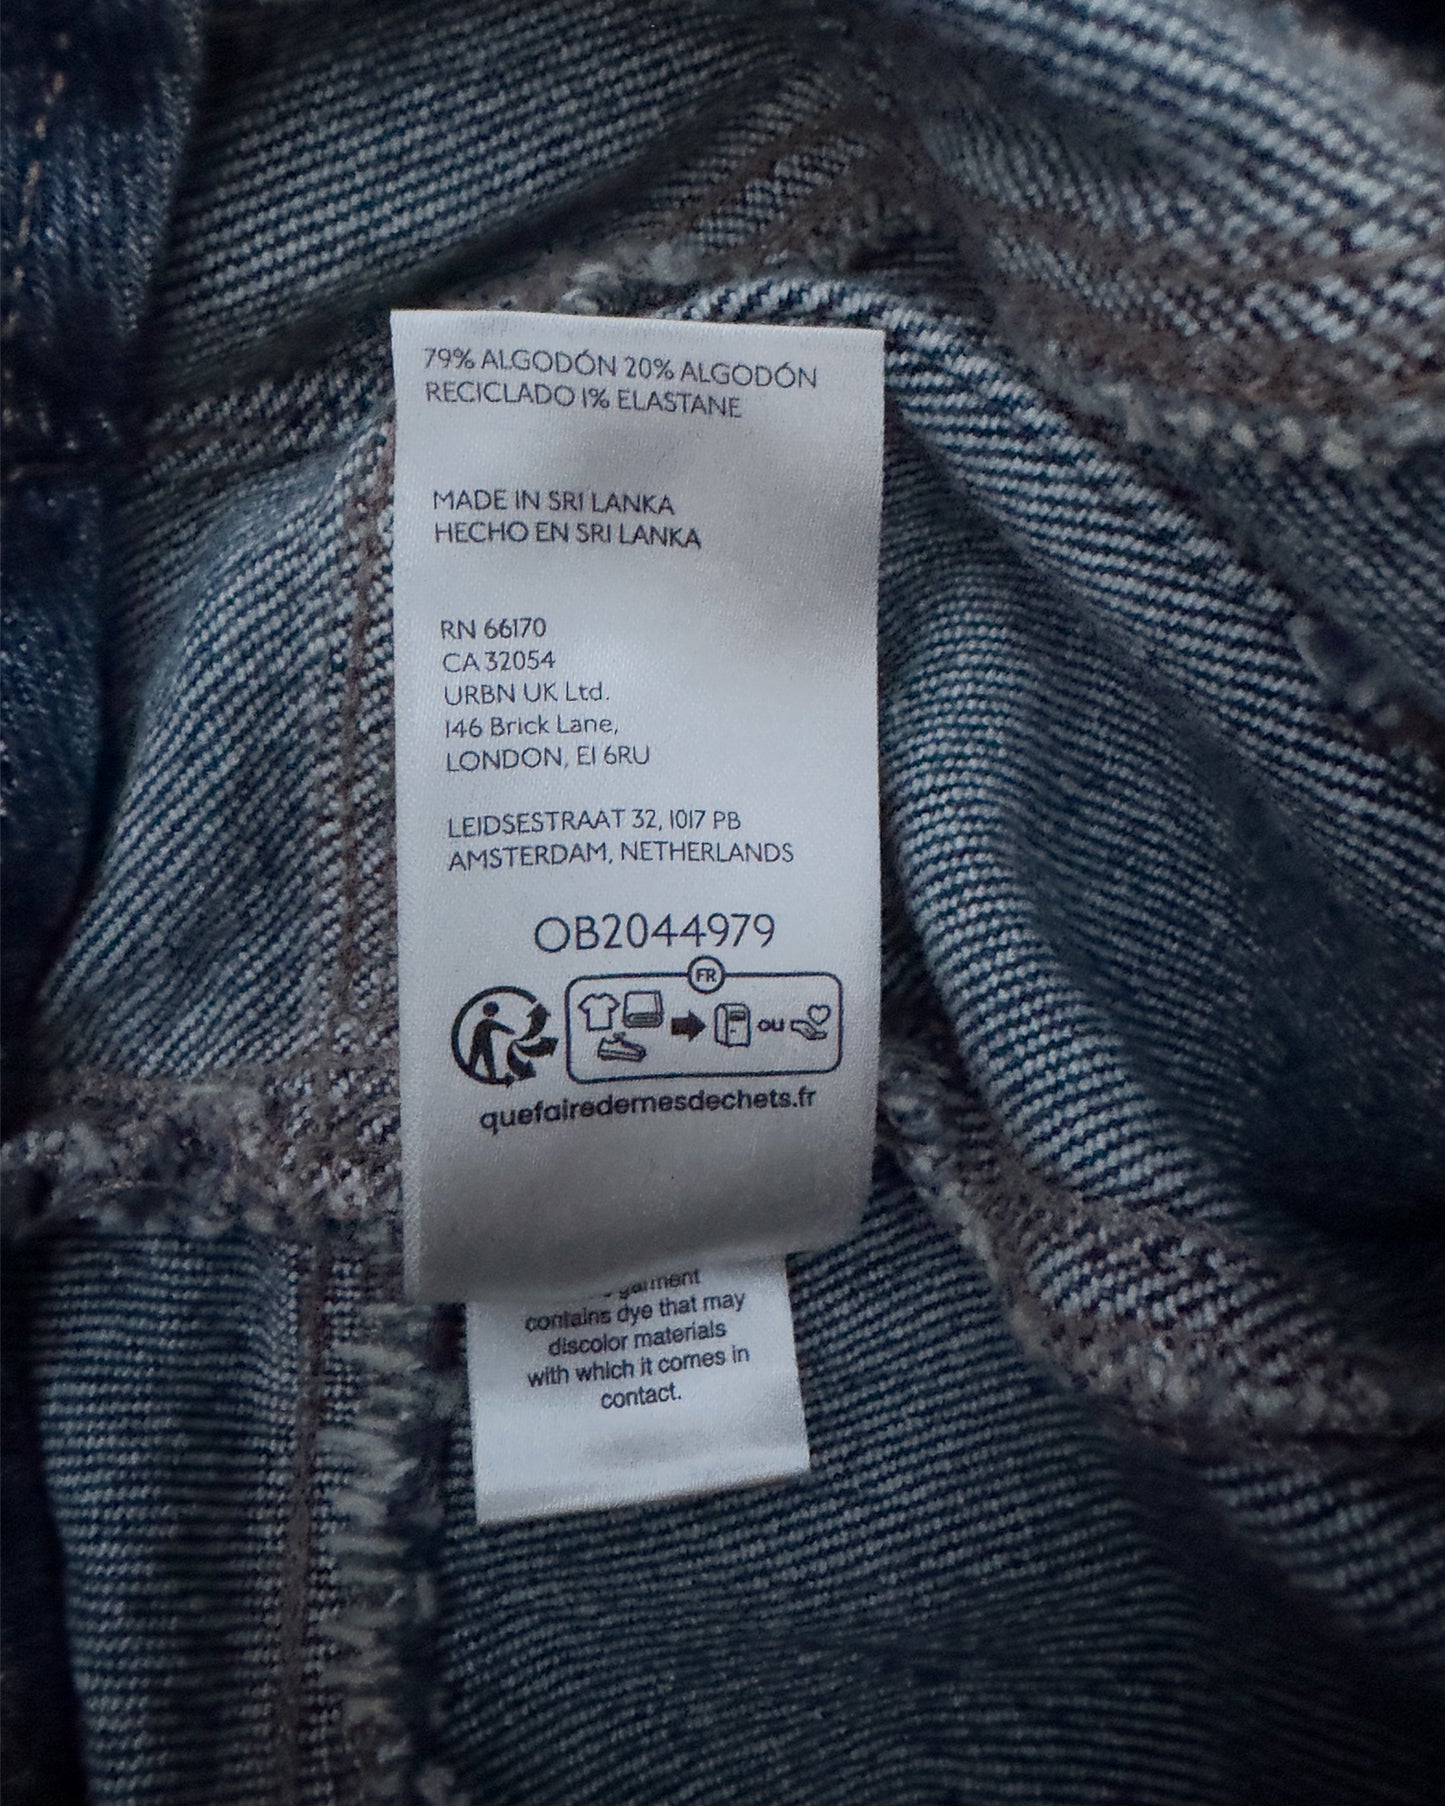 79% ALGODÓN 20% ALGODÓN
RECICLADO 1% ELASTANE
MADE IN SRI LANKA
HECHO EN SRI LANKA
RN 66170
CA 32054
URBN UK Ltd.
146 Brick Lane,
LONDON, E1 6RU
LEIDSESTRAAT 32, 1017 PB
AMSTERDAM, NETHERLANDS
OB2044979
FR
ou
quefairedemesdechets.fr
garment
contains dye that may
discolor materials
with which it comes in
contact.